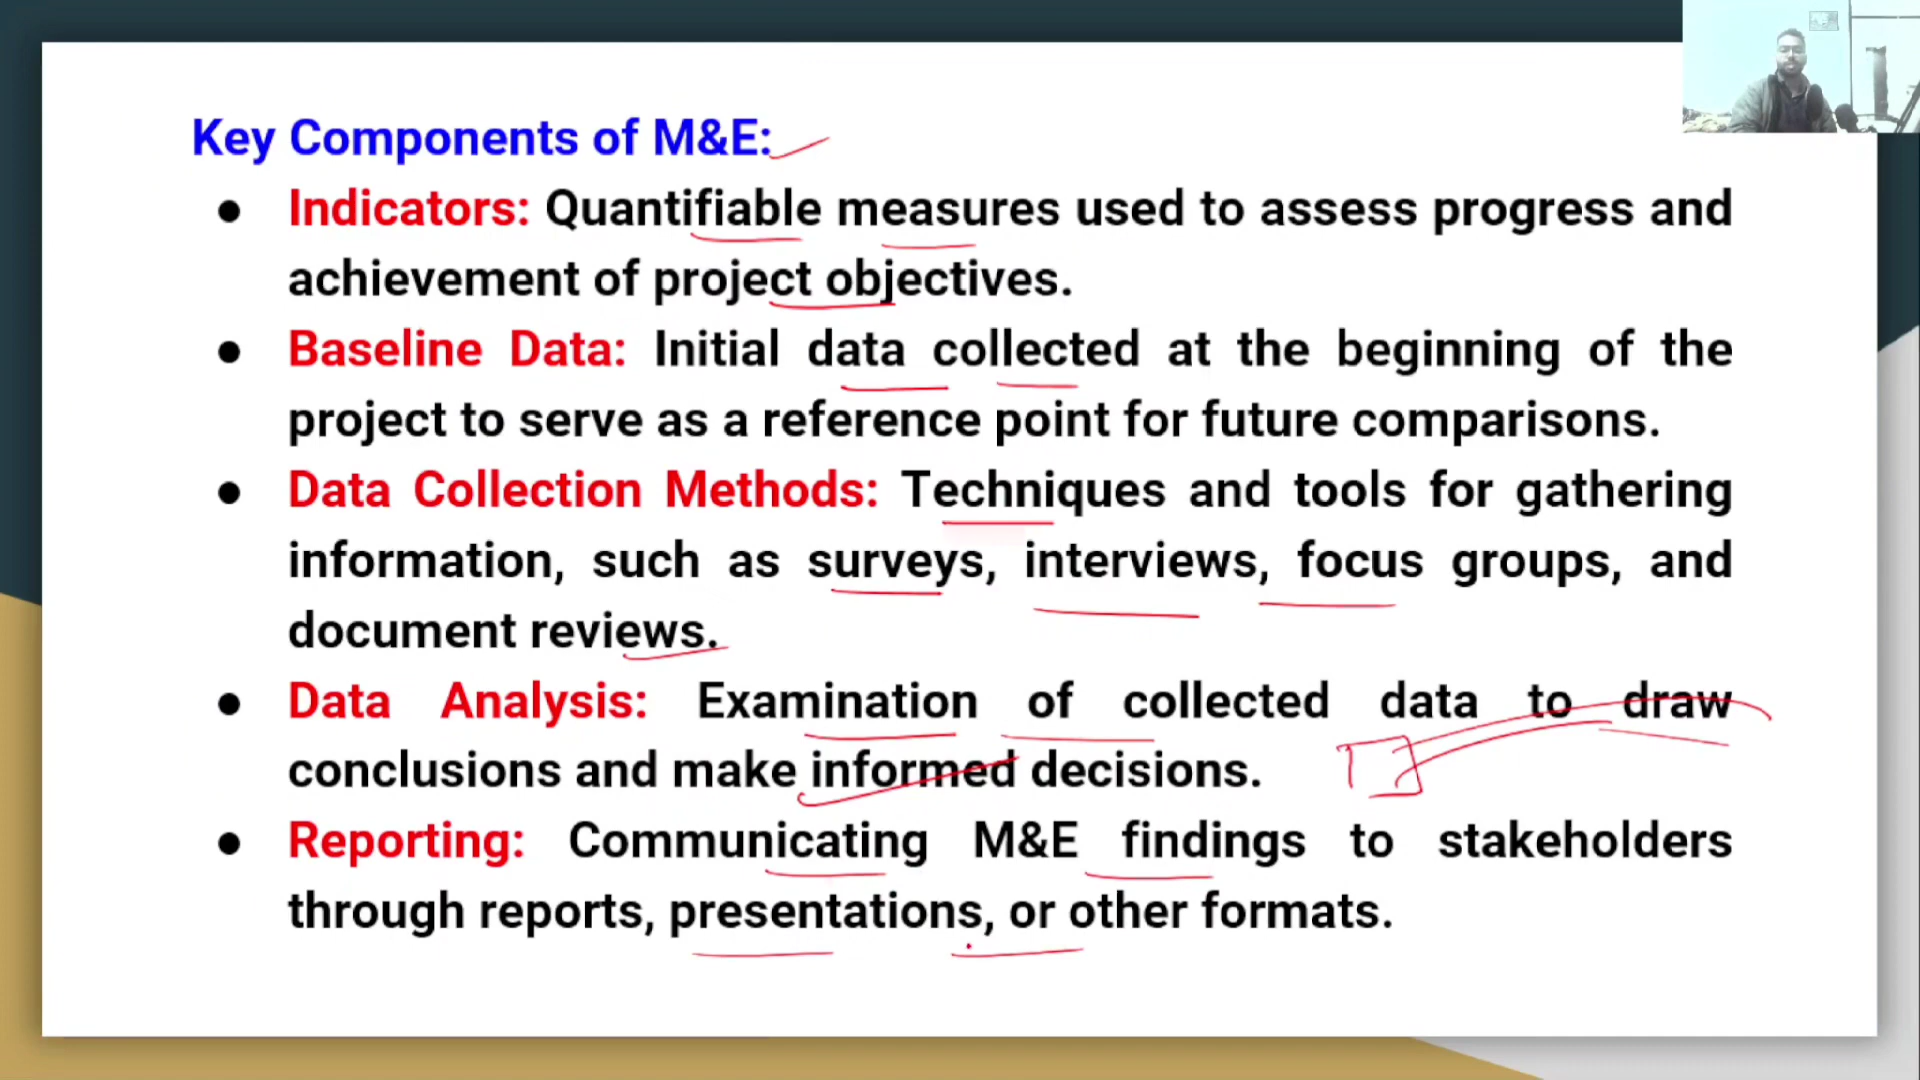 Key Components of M&E:
● Indicators: Quantifiable measures used to assess progress and
achievement of project objectives.
● Baseline Data: Initial data collected at the beginning of the
project to serve as a reference point for future comparisons.
● Data Collection Methods: Techniques and tools for gathering
information, such as surveys, interviews, focus groups, and
document reviews.
● Data Analysis: Examination of collected data to draw
conclusions and make informed decisions.
● Reporting: Communicating M&E findings to stakeholders
through reports, presentations, or other formats.